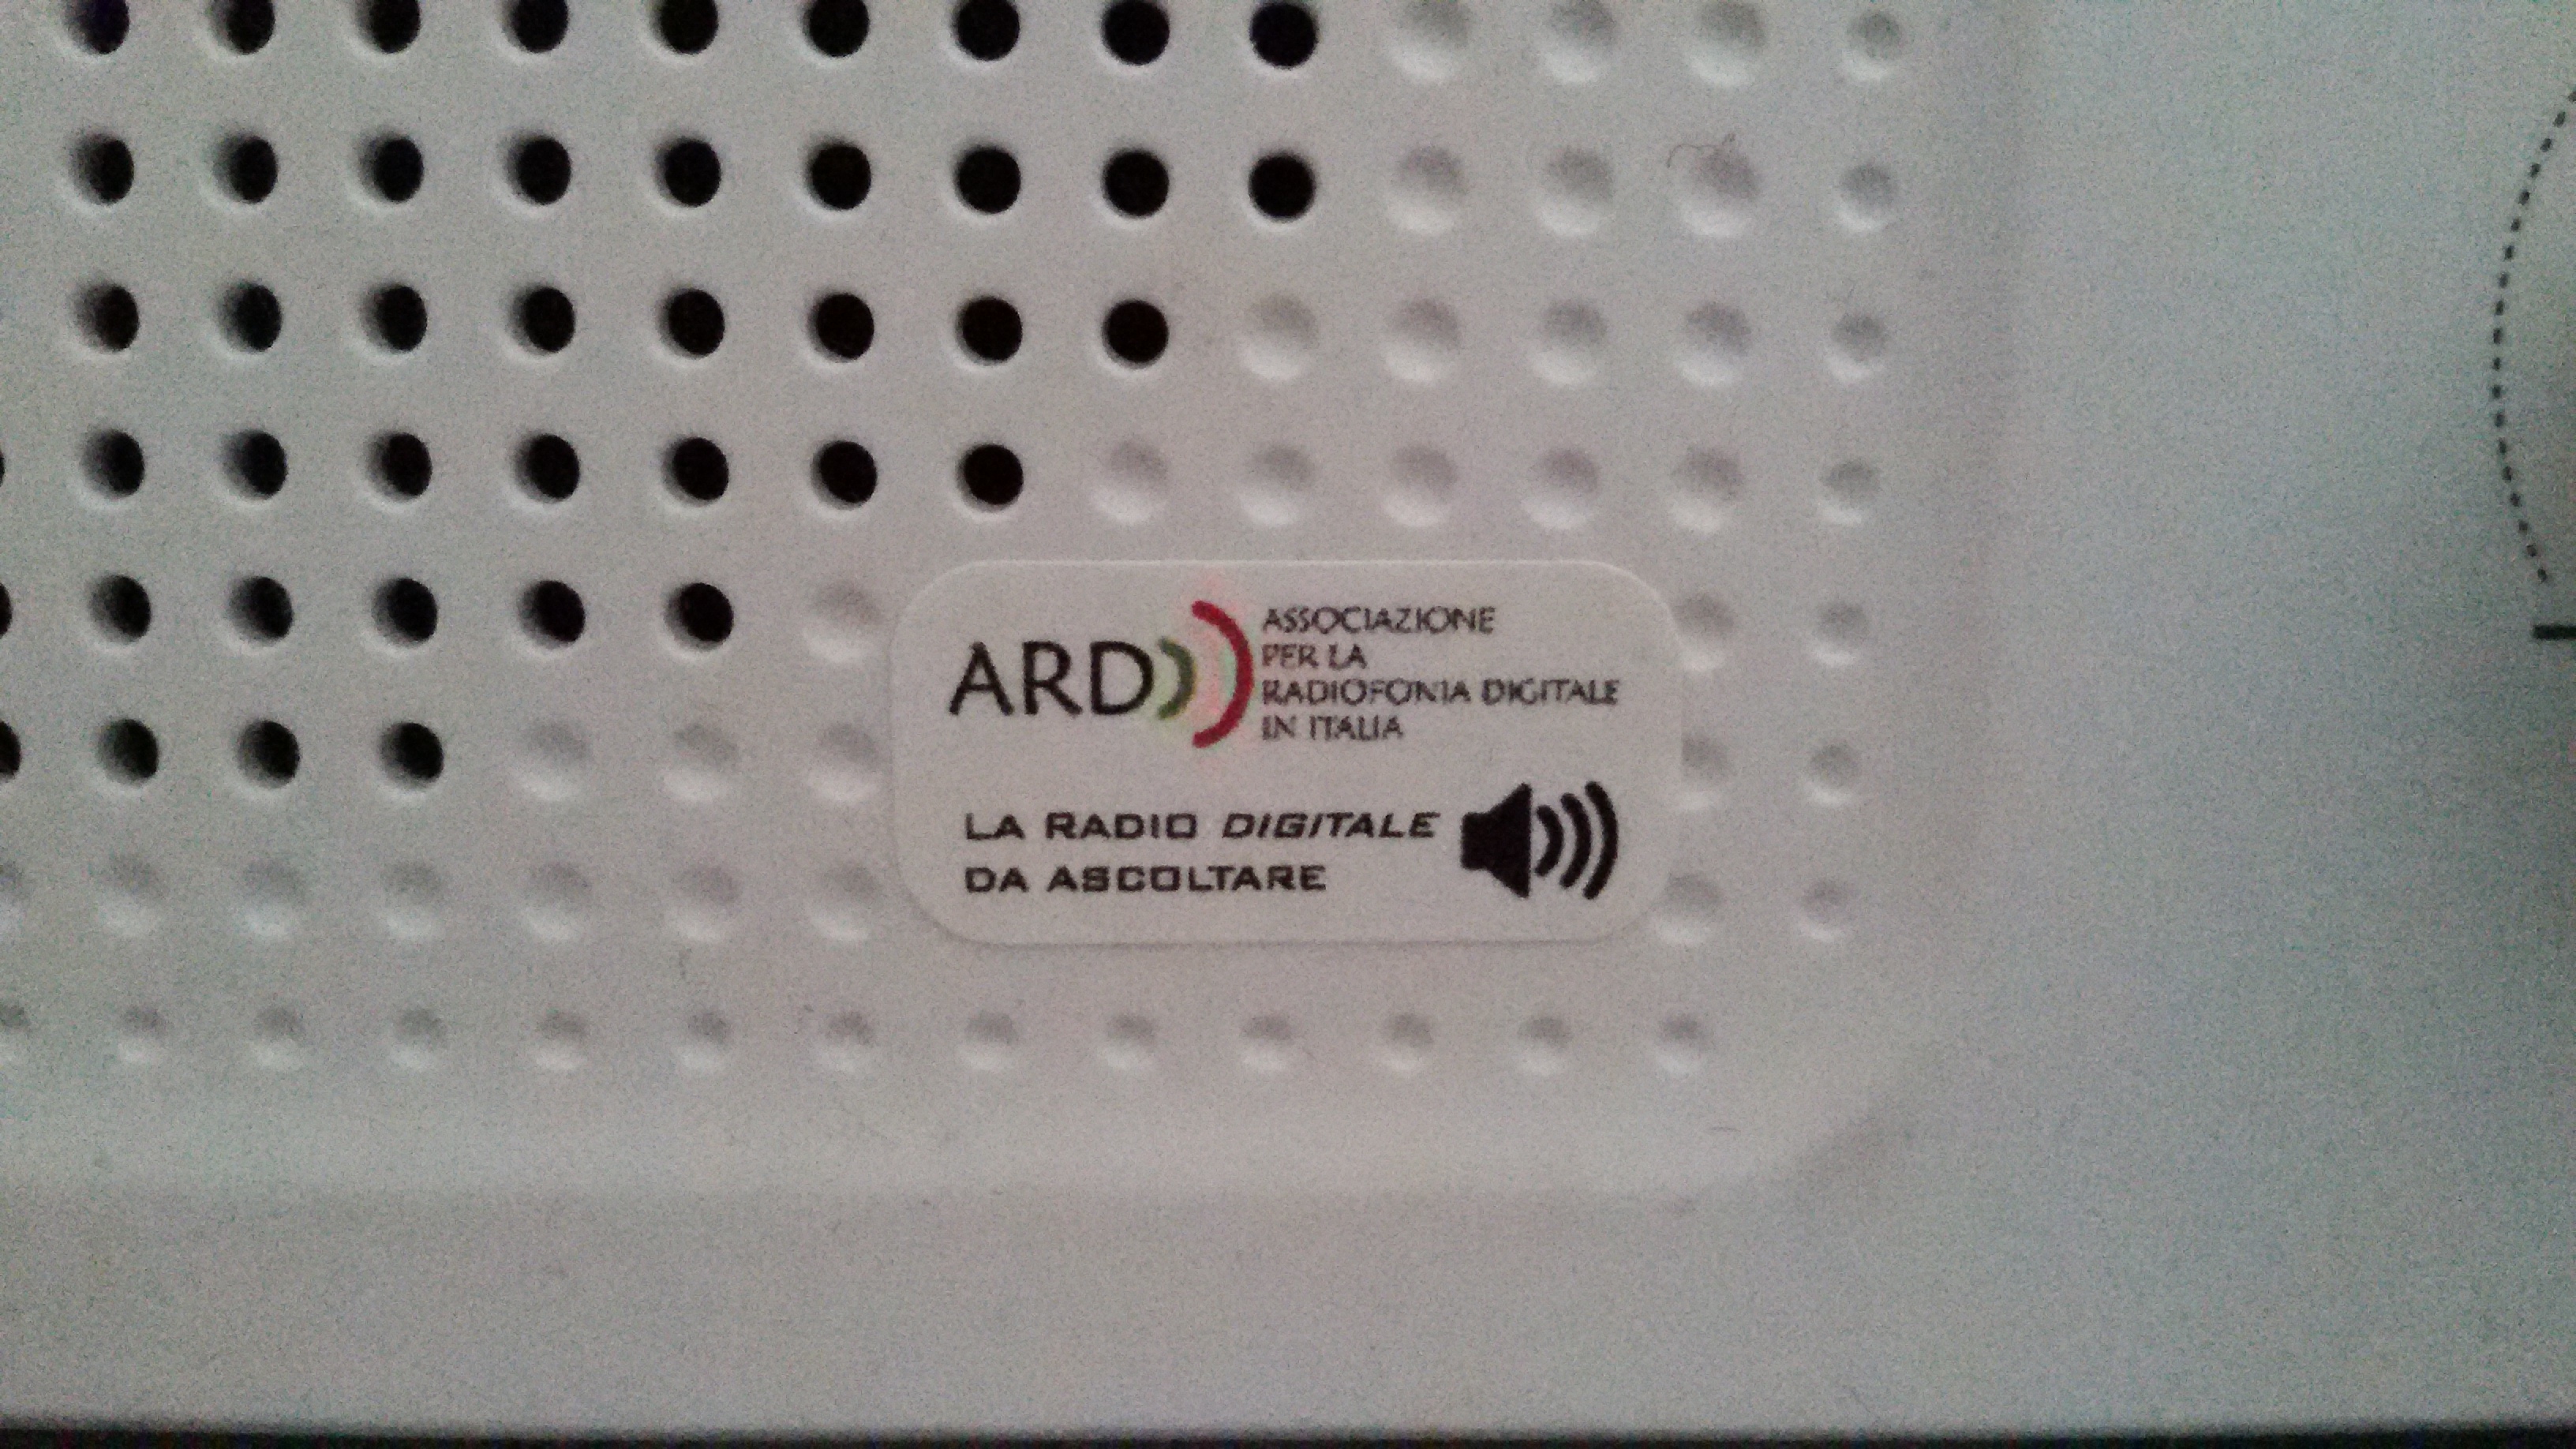 ARD
ASSOCIAZIONE
PER LA
RADIOFONIA DIGITALE
IN ITALIA
LA RADIO DIGITALE
DA ASCOLTARE